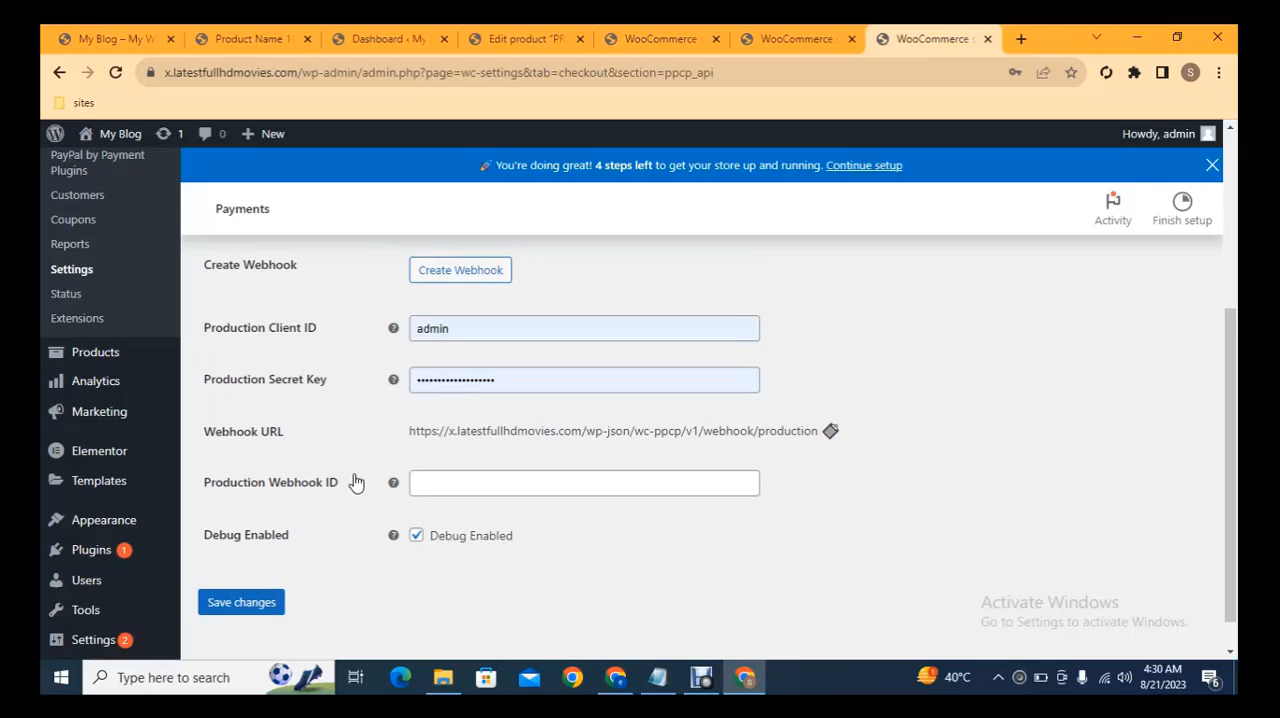 My Blog – My W
Product Name 1
Dashboard ‹ My
Edit product "PR
WooCommerce s
WooCommerce
WooCommerce s
x.latestfullhdmovies.com/wp-admin/admin.php?page=wc-settings&tab=checkout&section=ppcp_api
S
sites
My Blog
1
0
New
Howdy, admin
You're doing great! 4 steps left to get your store up and running. Continue setup
PayPal by Payment
Plugins
Customers
Coupons
Reports
Settings
Status
Extensions
Products
Analytics
Marketing
Elementor
Templates
Appearance
Plugins 1
Users
Tools
Settings 2
Payments
Activity
Finish setup
Create Webhook
Create Webhook
Production Client ID
admin
Production Secret Key
•••••••••••••••••••
Webhook URL
https://x.latestfullhdmovies.com/wp-json/wc-ppcp/v1/webhook/production
Production Webhook ID
Debug Enabled
Debug Enabled
Save changes
Activate Windows
Go to Settings to activate Windows.
Type here to search
40°C
4:30 AM
8/21/2023
6